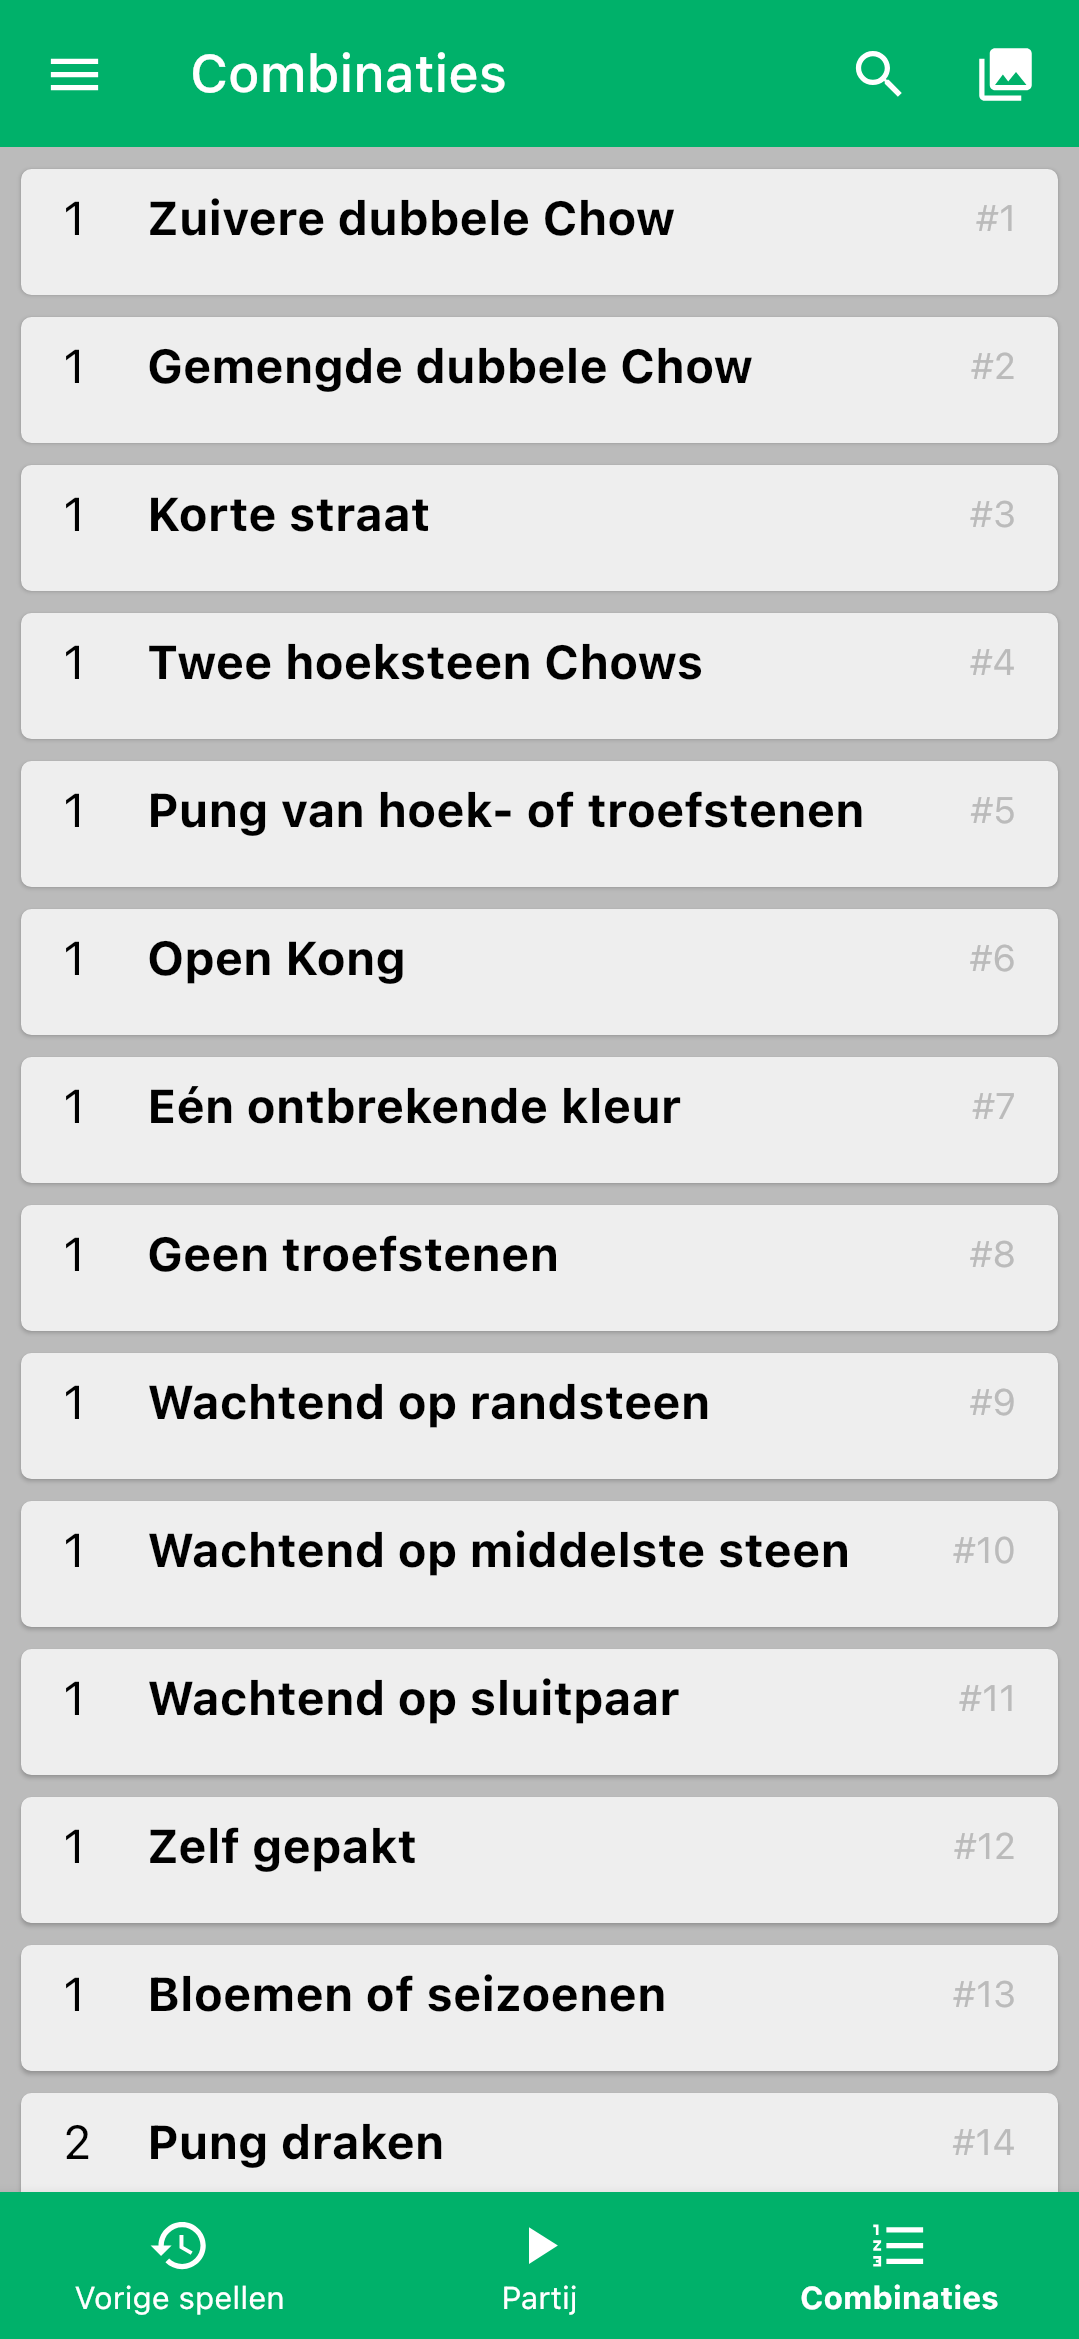 Combinaties
1 Zuivere dubbele Chow #1
1 Gemengde dubbele Chow #2
1 Korte straat #3
1 Twee hoeksteen Chows #4
1 Pung van hoek- of troefstenen #5
1 Open Kong #6
1 Eén ontbrekende kleur #7
1 Geen troefstenen #8
1 Wachtend op randsteen #9
1 Wachtend op middelste steen #10
1 Wachtend op sluitpaar #11
1 Zelf gepakt #12
1 Bloemen of seizoenen #13
2 Pung draken #14
Vorige spellen Partij Combinaties